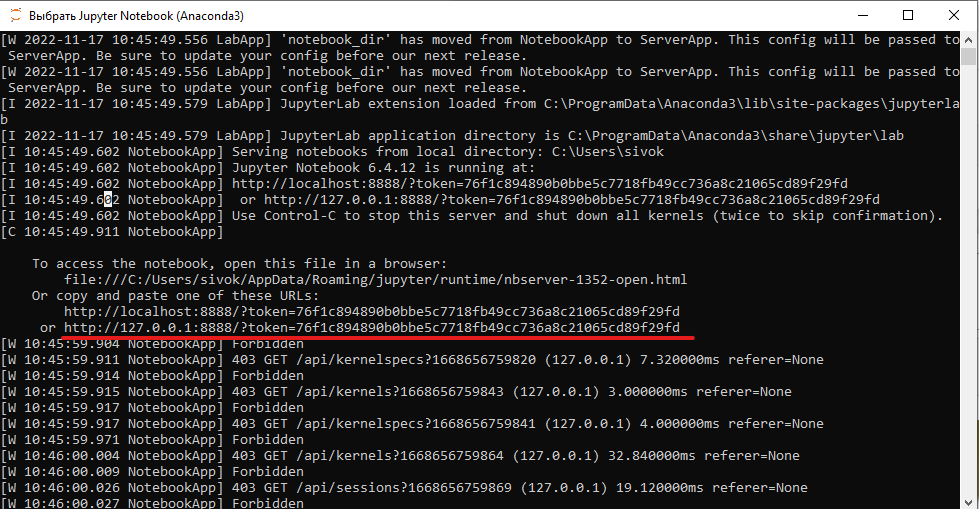 Выбрать Jupyter Notebook (Anaconda3)
[W 2022-11-17 10:45:49.556 LabApp] 'notebook_dir' has moved from NotebookApp to ServerApp. This config will be passed to
ServerApp. Be sure to update your config before our next release.
[W 2022-11-17 10:45:49.556 LabApp] 'notebook_dir' has moved from NotebookApp to ServerApp. This config will be passed to
ServerApp. Be sure to update your config before our next release.
[I 2022-11-17 10:45:49.579 LabApp] JupyterLab extension loaded from C:\ProgramData\Anaconda3\lib\site-packages\jupyterla
b
[I 2022-11-17 10:45:49.579 LabApp] JupyterLab application directory is C:\ProgramData\Anaconda3\share\jupyter\lab
[I 10:45:49.602 NotebookApp] Serving notebooks from local directory: C:\Users\sivok
[I 10:45:49.602 NotebookApp] Jupyter Notebook 6.4.12 is running at:
[I 10:45:49.602 NotebookApp] http://localhost:8888/?token=76f1c894890b0bbe5c7718fb49cc736a8c21065cd89f29fd
[I 10:45:49.602 NotebookApp]  or http://127.0.0.1:8888/?token=76f1c894890b0bbe5c7718fb49cc736a8c21065cd89f29fd
[I 10:45:49.602 NotebookApp] Use Control-C to stop this server and shut down all kernels (twice to skip confirmation).
[C 10:45:49.911 NotebookApp]
To access the notebook, open this file in a browser:
file:///C:/Users/sivok/AppData/Roaming/jupyter/runtime/nbserver-1352-open.html
Or copy and paste one of these URLs:
http://localhost:8888/?token=76f1c894890b0bbe5c7718fb49cc736a8c21065cd89f29fd
or http://127.0.0.1:8888/?token=76f1c894890b0bbe5c7718fb49cc736a8c21065cd89f29fd
[W 10:45:59.904 NotebookApp] Forbidden
[W 10:45:59.911 NotebookApp] 403 GET /api/kernelspecs?1668656759820 (127.0.0.1) 7.320000ms referer=None
[W 10:45:59.914 NotebookApp] Forbidden
[W 10:45:59.915 NotebookApp] 403 GET /api/kernels?1668656759843 (127.0.0.1) 3.000000ms referer=None
[W 10:45:59.917 NotebookApp] Forbidden
[W 10:45:59.917 NotebookApp] 403 GET /api/kernelspecs?1668656759841 (127.0.0.1) 4.000000ms referer=None
[W 10:45:59.971 NotebookApp] Forbidden
[W 10:46:00.004 NotebookApp] 403 GET /api/kernels?1668656759864 (127.0.0.1) 32.840000ms referer=None
[W 10:46:00.009 NotebookApp] Forbidden
[W 10:46:00.026 NotebookApp] 403 GET /api/sessions?1668656759869 (127.0.0.1) 19.120000ms referer=None
[W 10:46:00.027 NotebookApp] Forbidden